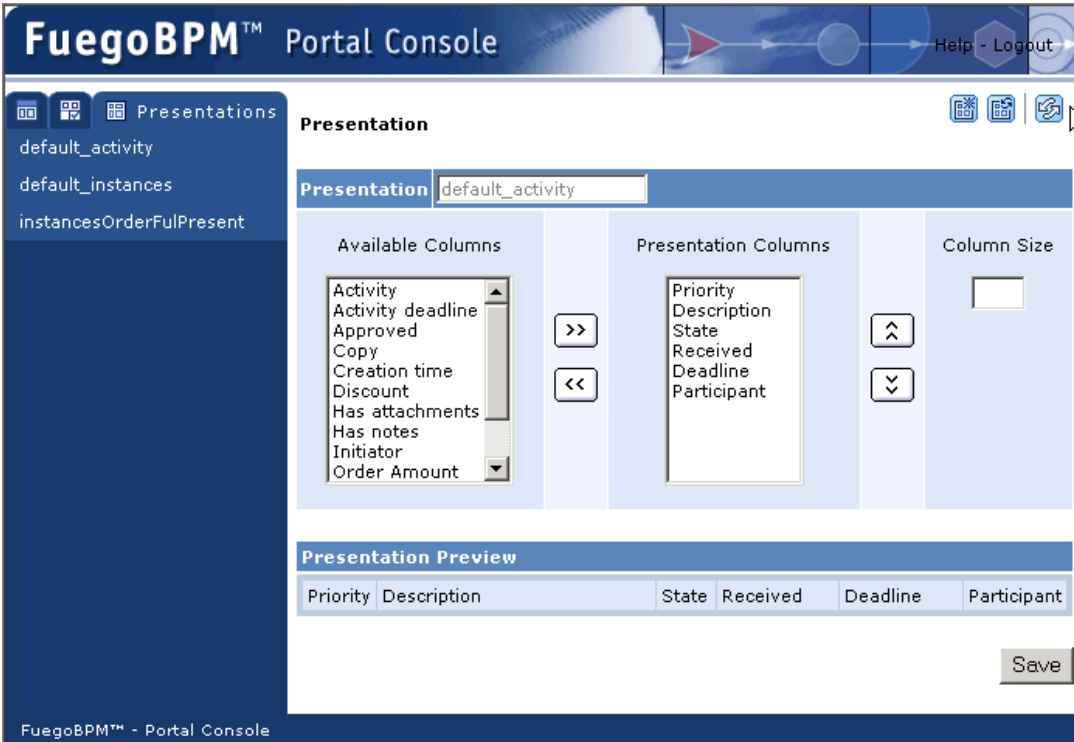 FuegoBPM™ Portal Console
Help - Logout
Presentations
default_activity
default_instances
instancesOrderFulPresent
Presentation
Presentation default_activity
Available Columns
Activity
Activity deadline
Approved
Copy
Creation time
Discount
Has attachments
Has notes
Initiator
Order Amount
>>
<<
Presentation Columns
Priority
Description
State
Received
Deadline
Participant
Column Size
Presentation Preview
Priority Description State Received Deadline Participant
Save
FuegoBPM™ - Portal Console